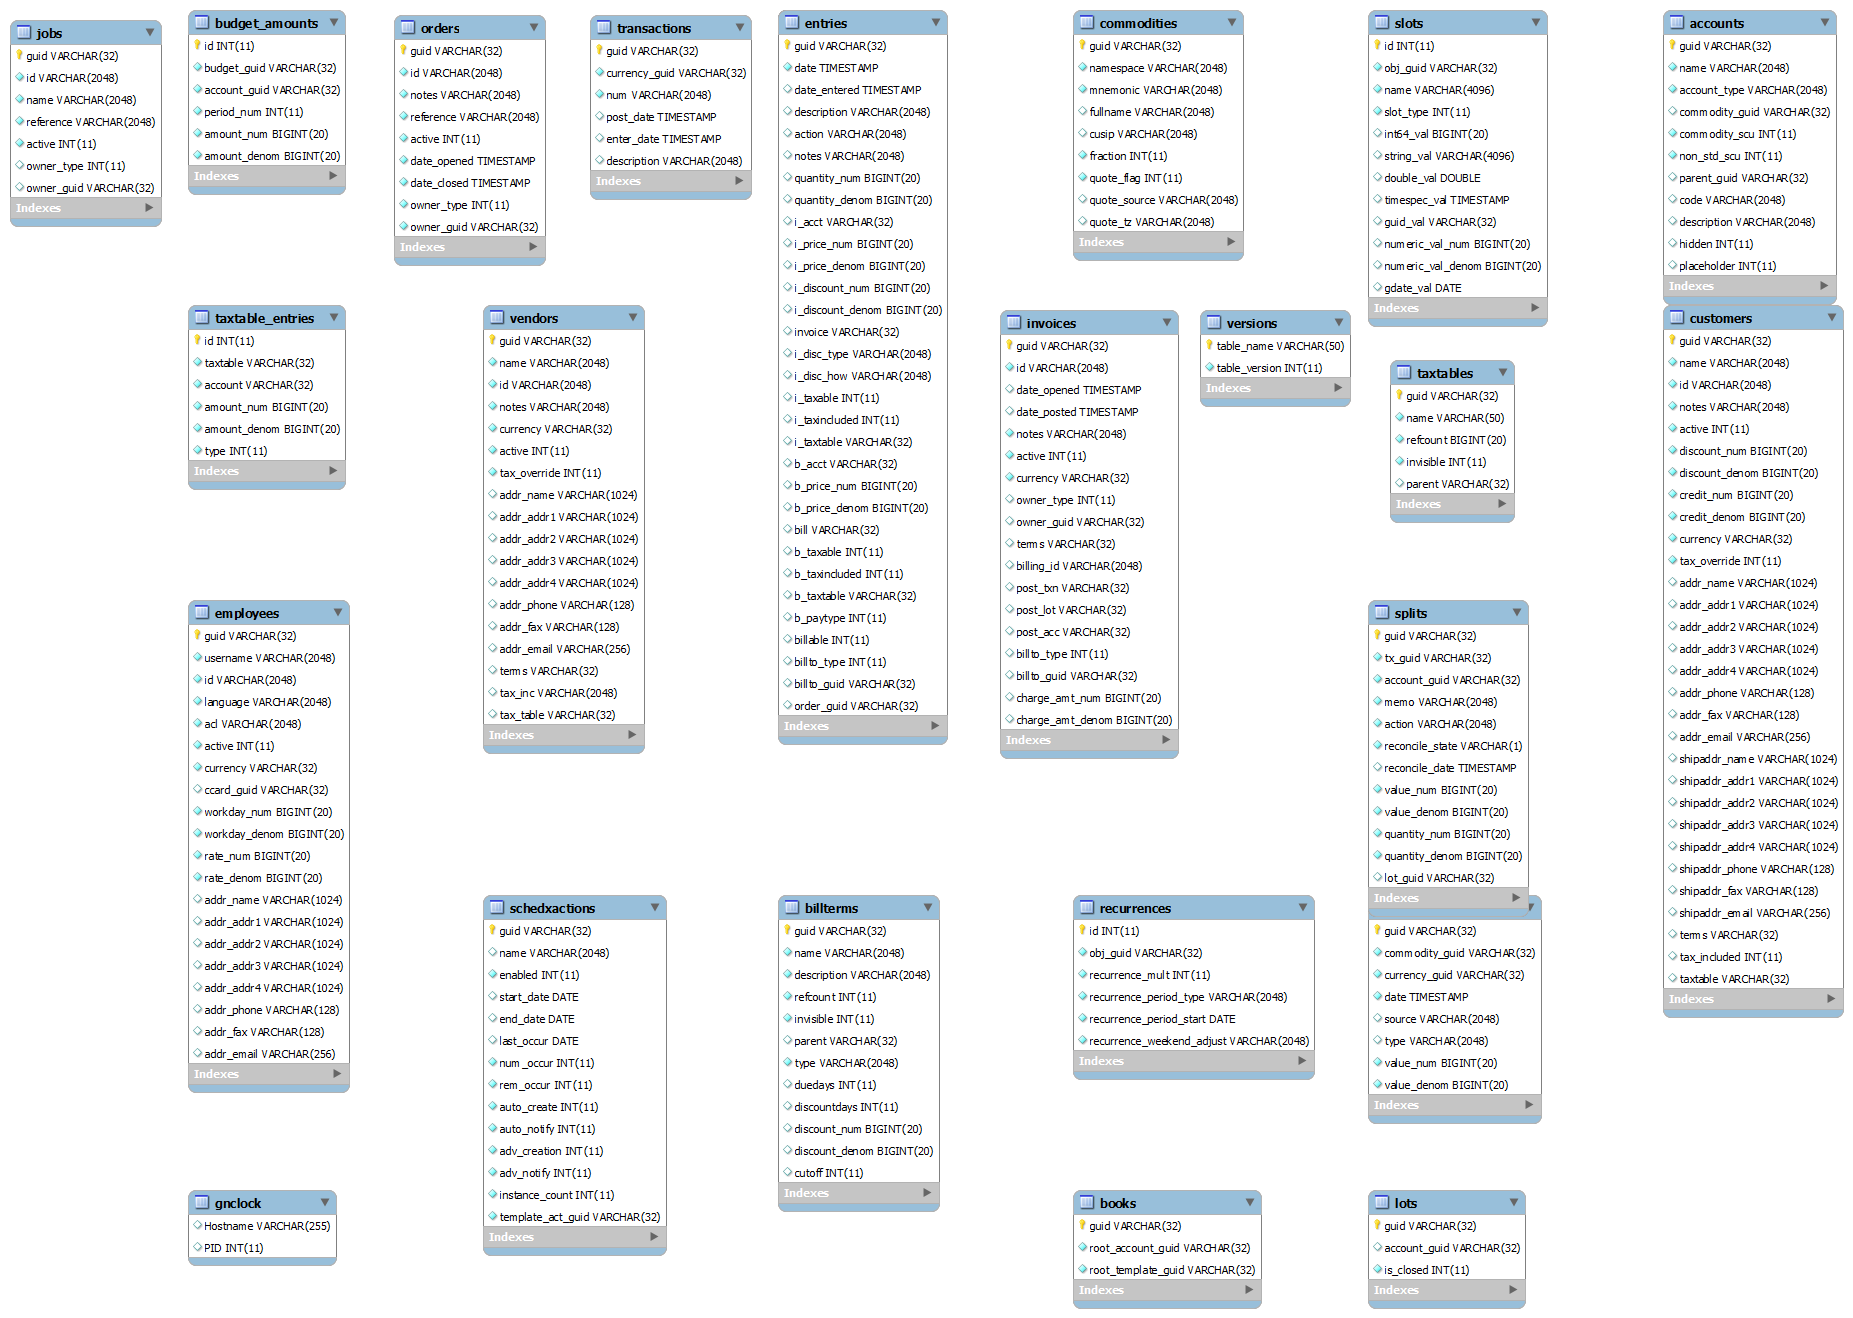 jobs
guid VARCHAR(32)
id VARCHAR(2048)
name VARCHAR(2048)
reference VARCHAR(2048)
active INT(11)
owner_type INT(11)
owner_guid VARCHAR(32)
Indexes
budget_amounts
id INT(11)
budget_guid VARCHAR(32)
account_guid VARCHAR(32)
period_num INT(11)
amount_num BIGINT(20)
amount_denom BIGINT(20)
Indexes
orders
guid VARCHAR(32)
id VARCHAR(2048)
notes VARCHAR(2048)
reference VARCHAR(2048)
active INT(11)
date_opened TIMESTAMP
date_closed TIMESTAMP
owner_type INT(11)
owner_guid VARCHAR(32)
Indexes
transactions
guid VARCHAR(32)
currency_guid VARCHAR(32)
num VARCHAR(2048)
post_date TIMESTAMP
enter_date TIMESTAMP
description VARCHAR(2048)
Indexes
entries
guid VARCHAR(32)
date TIMESTAMP
date_entered TIMESTAMP
description VARCHAR(2048)
action VARCHAR(2048)
notes VARCHAR(2048)
quantity_num BIGINT(20)
quantity_denom BIGINT(20)
i_acct VARCHAR(32)
i_price_num BIGINT(20)
i_price_denom BIGINT(20)
i_discount_num BIGINT(20)
i_discount_denom BIGINT(20)
invoice VARCHAR(32)
i_disc_type VARCHAR(2048)
i_disc_how VARCHAR(2048)
i_taxable INT(11)
i_taxincluded INT(11)
i_taxtable VARCHAR(32)
b_acct VARCHAR(32)
b_price_num BIGINT(20)
b_price_denom BIGINT(20)
bill VARCHAR(32)
b_taxable INT(11)
b_taxincluded INT(11)
b_taxtable VARCHAR(32)
b_paytype INT(11)
billable INT(11)
billto_type INT(11)
billto_guid VARCHAR(32)
order_guid VARCHAR(32)
Indexes
commodities
guid VARCHAR(32)
namespace VARCHAR(2048)
mnemonic VARCHAR(2048)
fullname VARCHAR(2048)
cusip VARCHAR(2048)
fraction INT(11)
quote_flag INT(11)
quote_source VARCHAR(2048)
quote_tz VARCHAR(2048)
Indexes
slots
id INT(11)
obj_guid VARCHAR(32)
name VARCHAR(4096)
slot_type INT(11)
int64_val BIGINT(20)
string_val VARCHAR(4096)
double_val DOUBLE
timespec_val TIMESTAMP
guid_val VARCHAR(32)
numeric_val_num BIGINT(20)
numeric_val_denom BIGINT(20)
gdate_val DATE
Indexes
accounts
guid VARCHAR(32)
name VARCHAR(2048)
account_type VARCHAR(2048)
commodity_guid VARCHAR(32)
commodity_scu INT(11)
non_std_scu INT(11)
parent_guid VARCHAR(32)
code VARCHAR(2048)
description VARCHAR(2048)
hidden INT(11)
placeholder INT(11)
Indexes
taxtable_entries
id INT(11)
taxtable VARCHAR(32)
account VARCHAR(32)
amount_num BIGINT(20)
amount_denom BIGINT(20)
type INT(11)
Indexes
vendors
guid VARCHAR(32)
name VARCHAR(2048)
id VARCHAR(2048)
notes VARCHAR(2048)
currency VARCHAR(32)
active INT(11)
tax_override INT(11)
addr_name VARCHAR(1024)
addr_addr1 VARCHAR(1024)
addr_addr2 VARCHAR(1024)
addr_addr3 VARCHAR(1024)
addr_addr4 VARCHAR(1024)
addr_phone VARCHAR(128)
addr_fax VARCHAR(128)
addr_email VARCHAR(256)
terms VARCHAR(32)
tax_inc VARCHAR(2048)
tax_table VARCHAR(32)
Indexes
invoices
guid VARCHAR(32)
id VARCHAR(2048)
date_opened TIMESTAMP
date_posted TIMESTAMP
notes VARCHAR(2048)
active INT(11)
currency VARCHAR(32)
owner_type INT(11)
owner_guid VARCHAR(32)
terms VARCHAR(32)
billing_id VARCHAR(2048)
post_txn VARCHAR(32)
post_lot VARCHAR(32)
post_acc VARCHAR(32)
billto_type INT(11)
billto_guid VARCHAR(32)
charge_amt_num BIGINT(20)
charge_amt_denom BIGINT(20)
Indexes
versions
table_name VARCHAR(50)
table_version INT(11)
Indexes
taxtables
guid VARCHAR(32)
name VARCHAR(50)
refcount BIGINT(20)
invisible INT(11)
parent VARCHAR(32)
Indexes
customers
guid VARCHAR(32)
name VARCHAR(2048)
id VARCHAR(2048)
notes VARCHAR(2048)
active INT(11)
discount_num BIGINT(20)
discount_denom BIGINT(20)
credit_num BIGINT(20)
credit_denom BIGINT(20)
currency VARCHAR(32)
tax_override INT(11)
addr_name VARCHAR(1024)
addr_addr1 VARCHAR(1024)
addr_addr2 VARCHAR(1024)
addr_addr3 VARCHAR(1024)
addr_addr4 VARCHAR(1024)
addr_phone VARCHAR(128)
addr_fax VARCHAR(128)
addr_email VARCHAR(256)
shipaddr_name VARCHAR(1024)
shipaddr_addr1 VARCHAR(1024)
shipaddr_addr2 VARCHAR(1024)
shipaddr_addr3 VARCHAR(1024)
shipaddr_addr4 VARCHAR(1024)
shipaddr_phone VARCHAR(128)
shipaddr_fax VARCHAR(128)
shipaddr_email VARCHAR(256)
terms VARCHAR(32)
tax_included INT(11)
taxtable VARCHAR(32)
Indexes
employees
guid VARCHAR(32)
username VARCHAR(2048)
id VARCHAR(2048)
language VARCHAR(2048)
acl VARCHAR(2048)
active INT(11)
currency VARCHAR(32)
ccard_guid VARCHAR(32)
workday_num BIGINT(20)
workday_denom BIGINT(20)
rate_num BIGINT(20)
rate_denom BIGINT(20)
addr_name VARCHAR(1024)
addr_addr1 VARCHAR(1024)
addr_addr2 VARCHAR(1024)
addr_addr3 VARCHAR(1024)
addr_addr4 VARCHAR(1024)
addr_phone VARCHAR(128)
addr_fax VARCHAR(128)
addr_email VARCHAR(256)
Indexes
splits
guid VARCHAR(32)
tx_guid VARCHAR(32)
account_guid VARCHAR(32)
memo VARCHAR(2048)
action VARCHAR(2048)
reconcile_state VARCHAR(1)
reconcile_date TIMESTAMP
value_num BIGINT(20)
value_denom BIGINT(20)
quantity_num BIGINT(20)
quantity_denom BIGINT(20)
lot_guid VARCHAR(32)
Indexes
schedxactions
guid VARCHAR(32)
name VARCHAR(2048)
enabled INT(11)
start_date DATE
end_date DATE
last_occur DATE
num_occur INT(11)
rem_occur INT(11)
auto_create INT(11)
auto_notify INT(11)
adv_creation INT(11)
adv_notify INT(11)
instance_count INT(11)
template_act_guid VARCHAR(32)
Indexes
billterms
guid VARCHAR(32)
name VARCHAR(2048)
description VARCHAR(2048)
refcount INT(11)
invisible INT(11)
parent VARCHAR(32)
type VARCHAR(2048)
duedays INT(11)
discountdays INT(11)
discount_num BIGINT(20)
discount_denom BIGINT(20)
cutoff INT(11)
Indexes
recurrences
id INT(11)
obj_guid VARCHAR(32)
recurrence_mult INT(11)
recurrence_period_type VARCHAR(2048)
recurrence_period_start DATE
recurrence_weekend_adjust VARCHAR(2048)
Indexes
guid VARCHAR(32)
commodity_guid VARCHAR(32)
currency_guid VARCHAR(32)
date TIMESTAMP
source VARCHAR(2048)
type VARCHAR(2048)
value_num BIGINT(20)
value_denom BIGINT(20)
Indexes
gnclock
Hostname VARCHAR(255)
PID INT(11)
books
guid VARCHAR(32)
root_account_guid VARCHAR(32)
root_template_guid VARCHAR(32)
Indexes
lots
guid VARCHAR(32)
account_guid VARCHAR(32)
is_closed INT(11)
Indexes